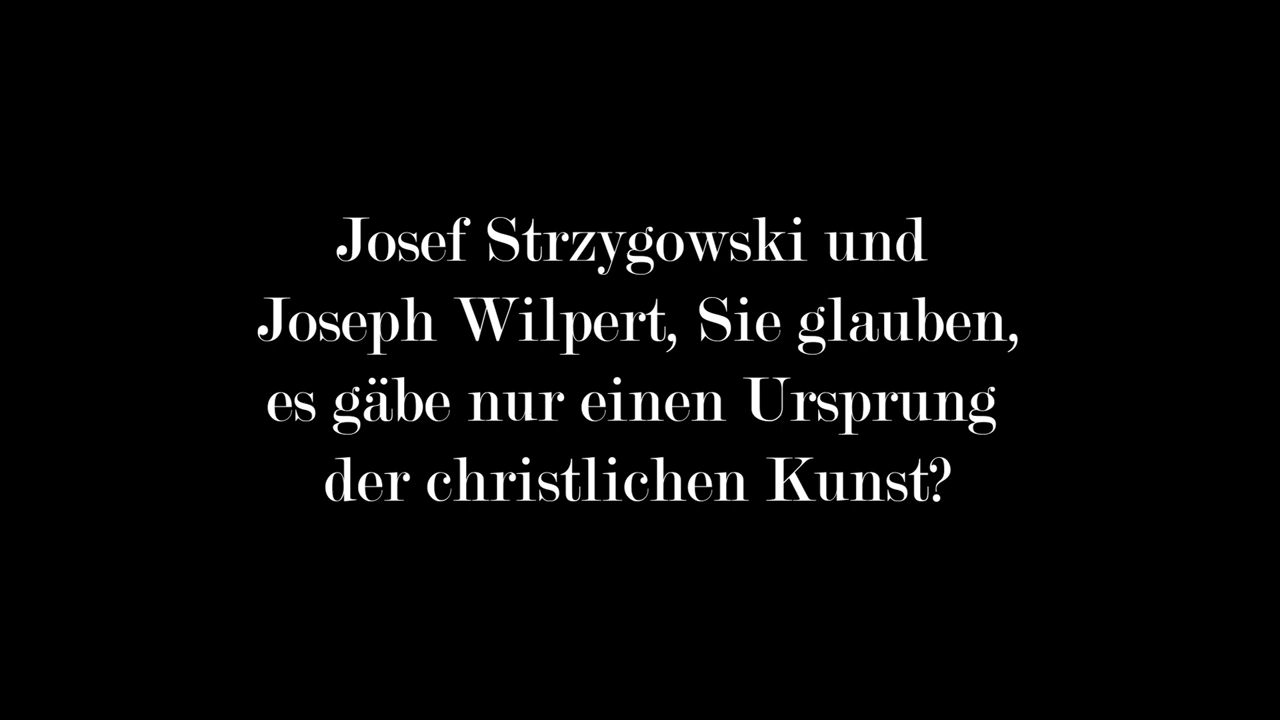 Josef Strzygowski und
Joseph Wilpert, Sie glauben,
es gäbe nur einen Ursprung
der christlichen Kunst?